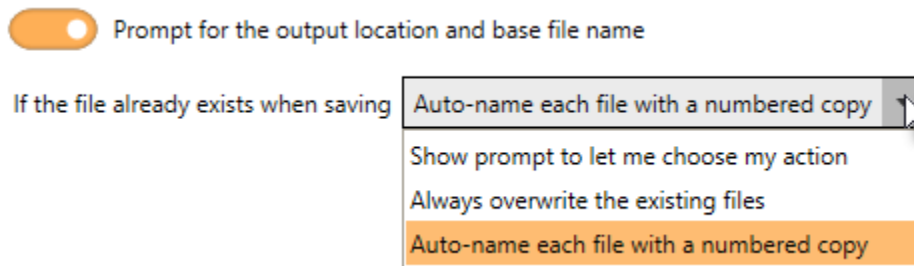 Prompt for the output location and base file name
If the file already exists when saving Auto-name each file with a numbered copy
Show prompt to let me choose my action
Always overwrite the existing files
Auto-name each file with a numbered copy